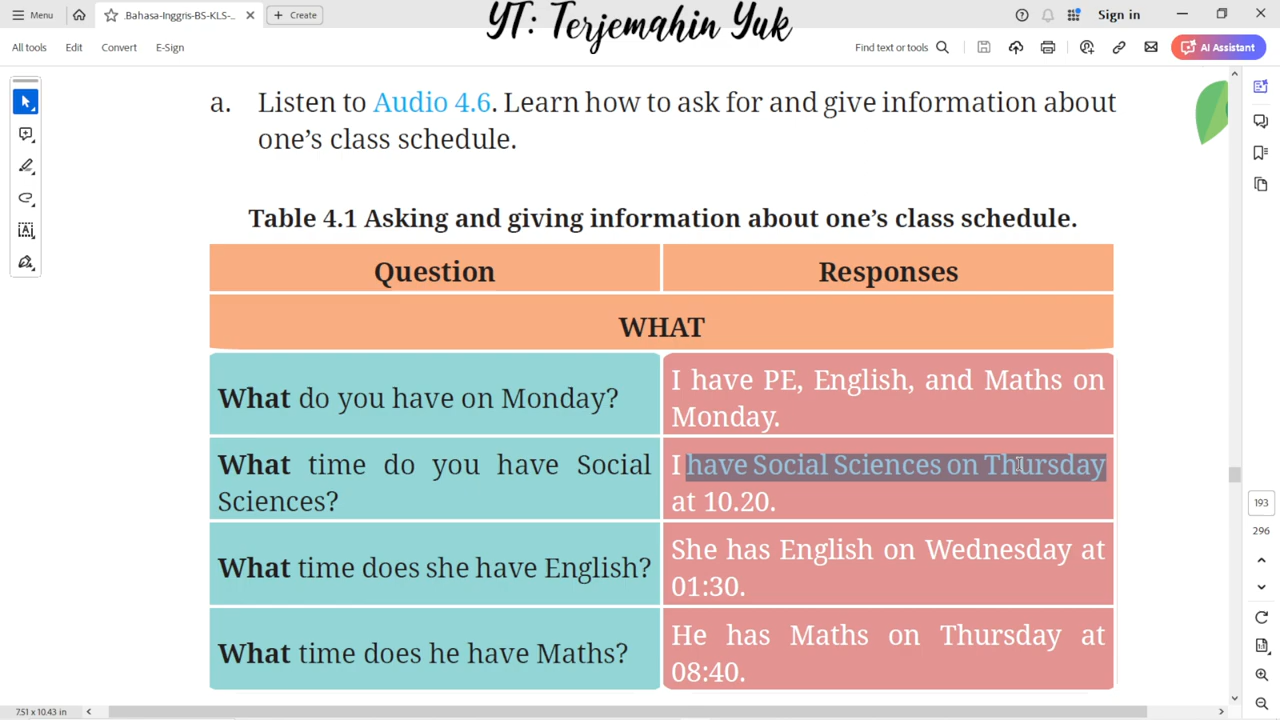 Menu
.Bahasa-Inggris-BS-KLS-...
Create
YT: Terjemahin Yuk
Sign in
All tools
Edit
Convert
E-Sign
Find text or tools
AI Assistant
a. Listen to Audio 4.6. Learn how to ask for and give information about
one’s class schedule.
Table 4.1 Asking and giving information about one’s class schedule.
Question
Responses
WHAT
What do you have on Monday?
I have PE, English, and Maths on
Monday.
What time do you have Social
Sciences?
I have Social Sciences on Thursday
at 10.20.
What time does she have English?
She has English on Wednesday at
01:30.
What time does he have Maths?
He has Maths on Thursday at
08:40.
193
296
7.51 x 10.43 in